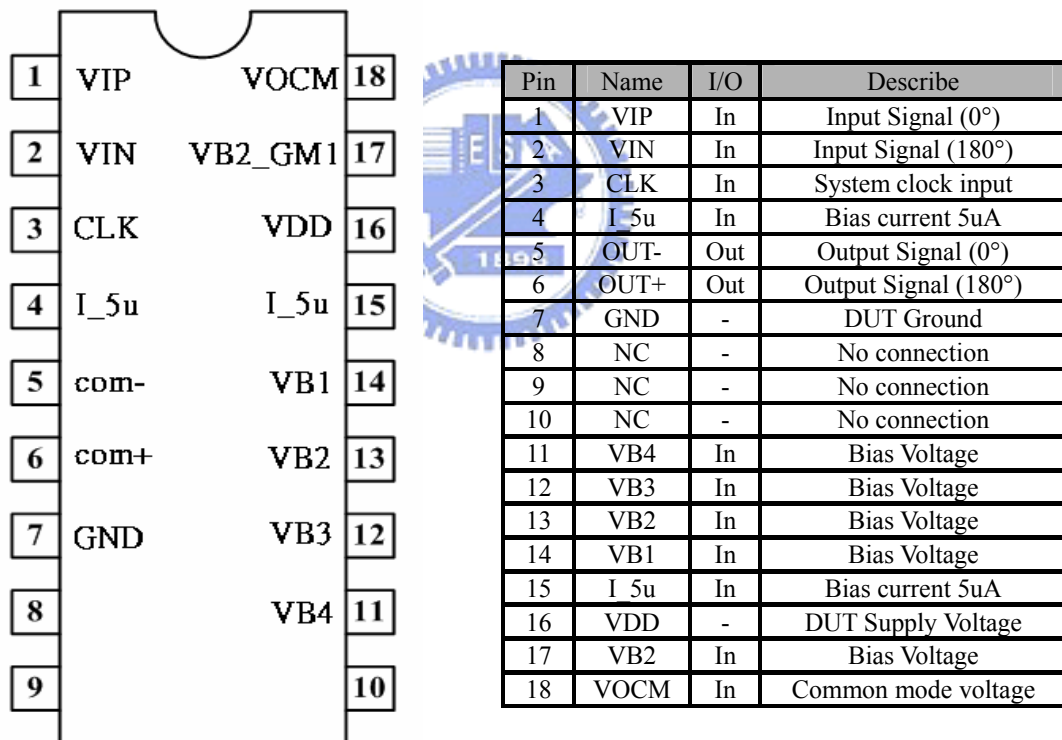 1 VIP VOCM 18
2 VIN VB2_GM1 17
3 CLK VDD 16
4 I_5u I_5u 15
5 com- VB1 14
6 com+ VB2 13
7 GND VB3 12
8 VB4 11
9 10
Pin Name I/O Describe
1 VIP In Input Signal (0°)
2 VIN In Input Signal (180°)
3 CLK In System clock input
4 I_5u In Bias current 5uA
5 OUT- Out Output Signal (0°)
6 OUT+ Out Output Signal (180°)
7 GND - DUT Ground
8 NC - No connection
9 NC - No connection
10 NC - No connection
11 VB4 In Bias Voltage
12 VB3 In Bias Voltage
13 VB2 In Bias Voltage
14 VB1 In Bias Voltage
15 I_5u In Bias current 5uA
16 VDD - DUT Supply Voltage
17 VB2 In Bias Voltage
18 VOCM In Common mode voltage
1896